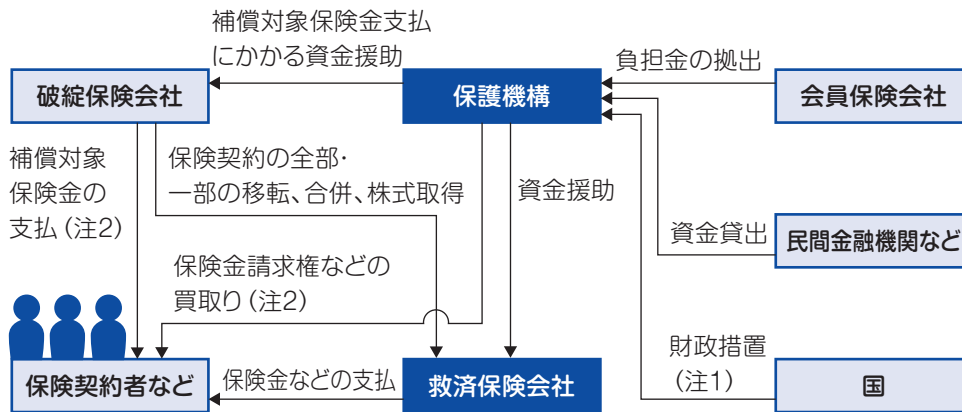 補償対象保険金支払
にかかる資金援助
負担金の拠出
破綻保険会社
保護機構
会員保険会社
補償対象
保険金の
支払(注2)
保険契約の全部・
一部の移転、合併、株式取得
資金援助
資金貸出
民間金融機関など
保険金請求権などの
買取り(注2)
財政措置
(注1)
保険契約者など
保険金などの支払
救済保険会社
国